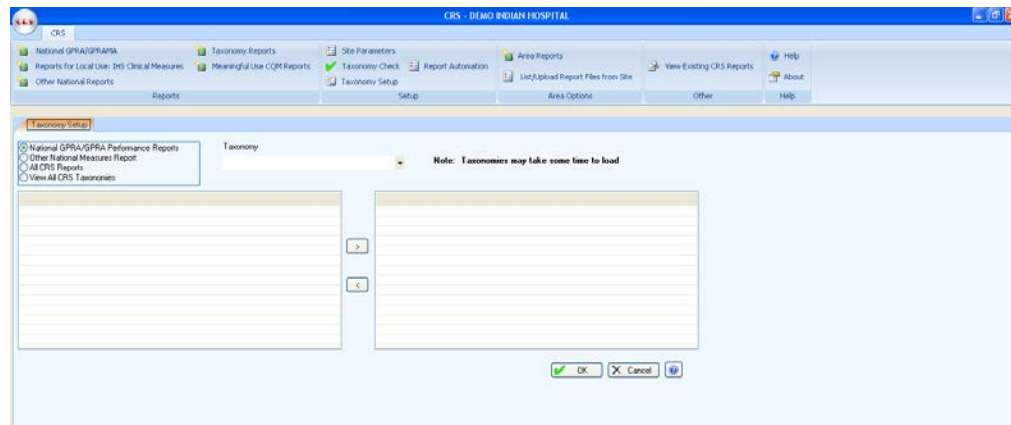 CRS - DEMO INDIAN HOSPITAL
CRS
National GPRA/GPRAMA
Taxonomy Reports
Site Parameters
Area Reports
Help
Reports for Local Use: IHS Clinical Measures
Meaningful Use CQM Reports
Taxonomy Check
Report Automation
View Existing CRS Reports
Other National Reports
Taxonomy Setup
List/Upload Report Files from Site
About
Reports
Setup
Area Options
Other
Help
Taxonomy Setup
National GPRA/GPRA Performance Reports
Other National Measures Report
All CRS Reports
View All CRS Taxonomies
Taxonomy
Note: Taxonomies may take some time to load
>
<
OK
Cancel